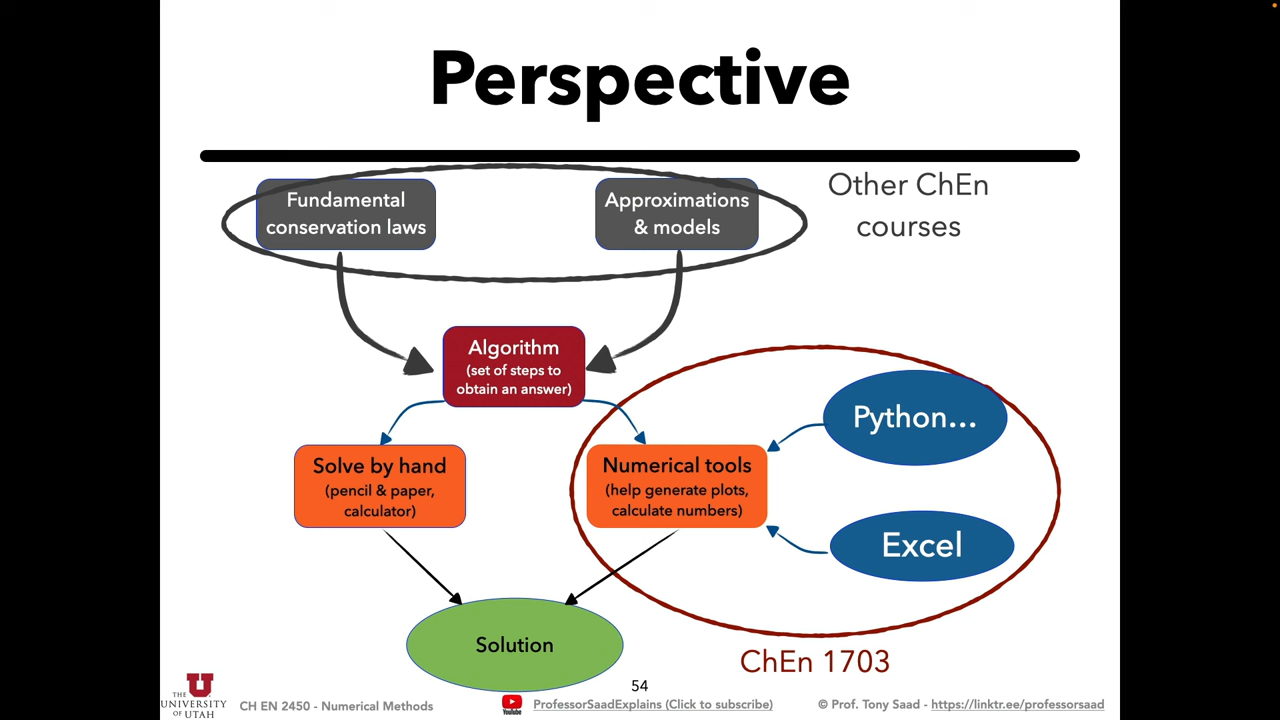 Perspective
Fundamental
conservation laws
Approximations
& models
Other ChEn
courses
Algorithm
(set of steps to
obtain an answer)
Python...
Solve by hand
(pencil & paper,
calculator)
Numerical tools
(help generate plots,
calculate numbers)
Excel
Solution
ChEn 1703
54
THE
UNIVERSITY
OF UTAH
CH EN 2450 - Numerical Methods
YouTube
ProfessorSaadExplains (Click to subscribe)
© Prof. Tony Saad - https://linktr.ee/professorsaad